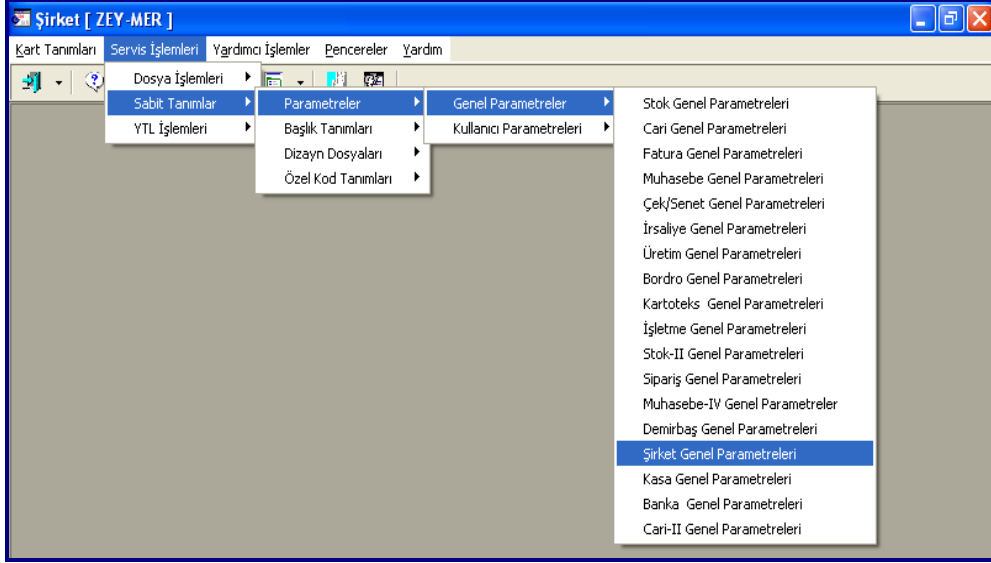 Şirket [ ZEY-MER ]
Kart Tanımları Servis İşlemleri Yardımcı İşlemler Pencereler Yardım
Dosya İşlemleri
Sabit Tanımlar
YTL İşlemleri
Parametreler
Başlık Tanımları
Dizayn Dosyaları
Özel Kod Tanımları
Genel Parametreler
Kullanıcı Parametreleri
Stok Genel Parametreleri
Cari Genel Parametreleri
Fatura Genel Parametreleri
Muhasebe Genel Parametreleri
Çek/Senet Genel Parametreleri
İrsaliye Genel Parametreleri
Üretim Genel Parametreleri
Bordro Genel Parametreleri
Kartoteks  Genel Parametreleri
İşletme Genel Parametreleri
Stok-II Genel Parametreleri
Sipariş Genel Parametreleri
Muhasebe-IV Genel Parametreler
Demirbaş Genel Parametreleri
Şirket Genel Parametreleri
Kasa Genel Parametreleri
Banka  Genel Parametreleri
Cari-II Genel Parametreleri